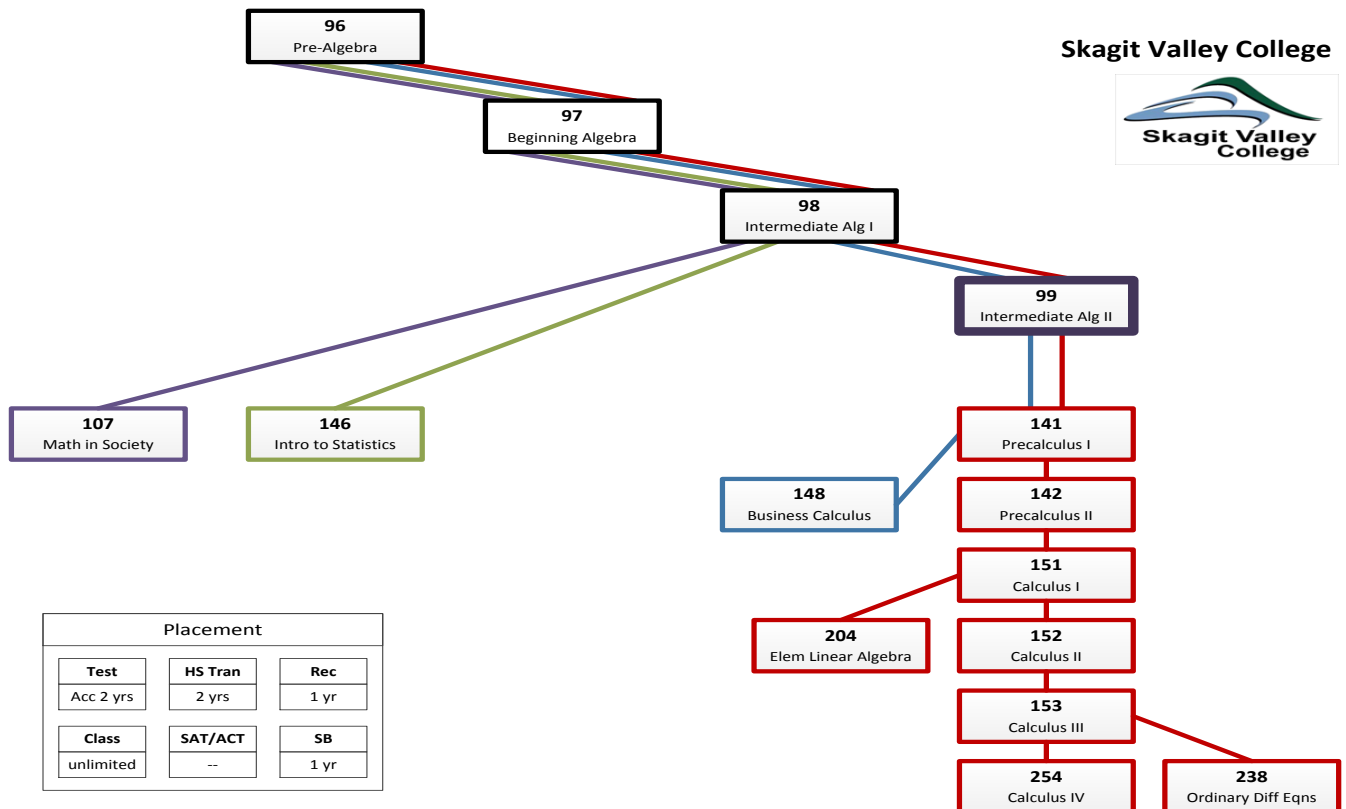 96
Pre-Algebra
Skagit Valley College
Skagit Valley
College
97
Beginning Algebra
98
Intermediate Alg I
99
Intermediate Alg II
107
Math in Society
146
Intro to Statistics
141
Precalculus I
148
Business Calculus
142
Precalculus II
151
Calculus I
204
Elem Linear Algebra
152
Calculus II
153
Calculus III
254
Calculus IV
238
Ordinary Diff Eqns
Placement
Test
Acc 2 yrs
HS Tran
2 yrs
Rec
1 yr
Class
unlimited
SAT/ACT
--
SB
1 yr